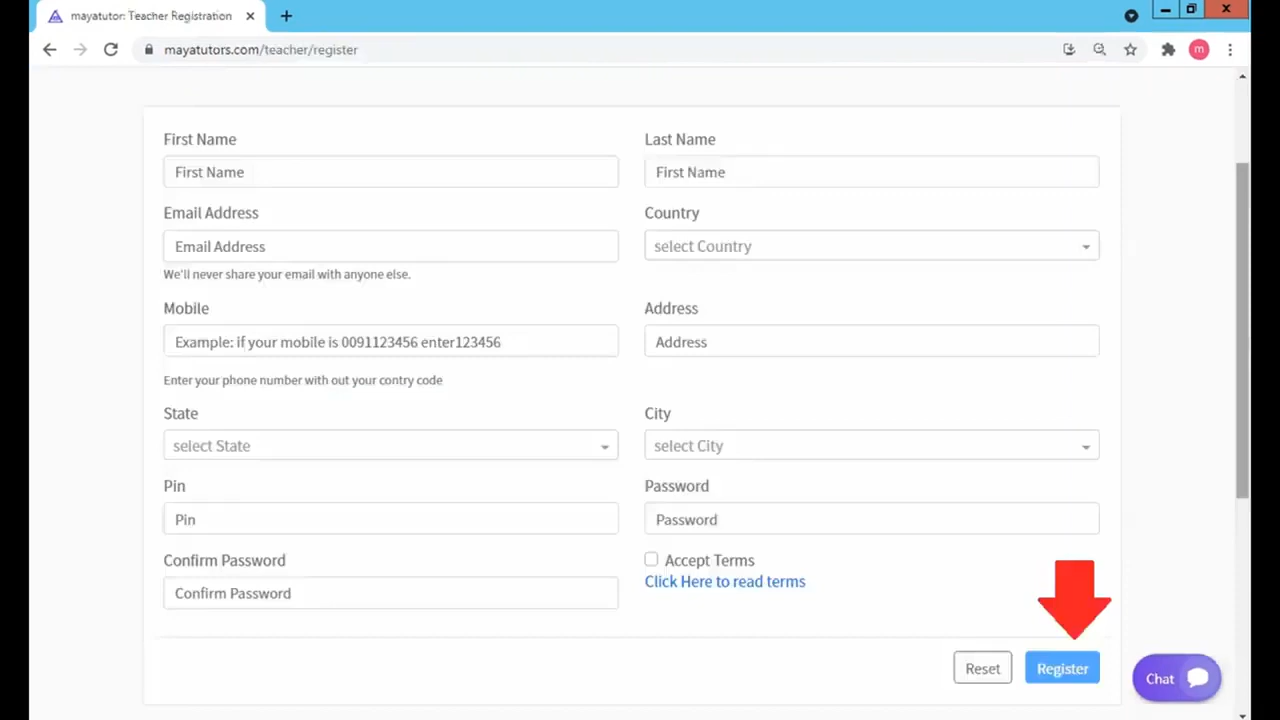 mayatutor: Teacher Registration
mayatutors.com/teacher/register
m
First Name
Last Name
First Name
First Name
Email Address
Country
Email Address
select Country
We'll never share your email with anyone else.
Mobile
Address
Example: if your mobile is 0091123456 enter123456
Address
Enter your phone number with out your contry code
State
City
select State
select City
Pin
Password
Pin
Password
Confirm Password
Accept Terms
Click Here to read terms
Confirm Password
Reset
Register
Chat